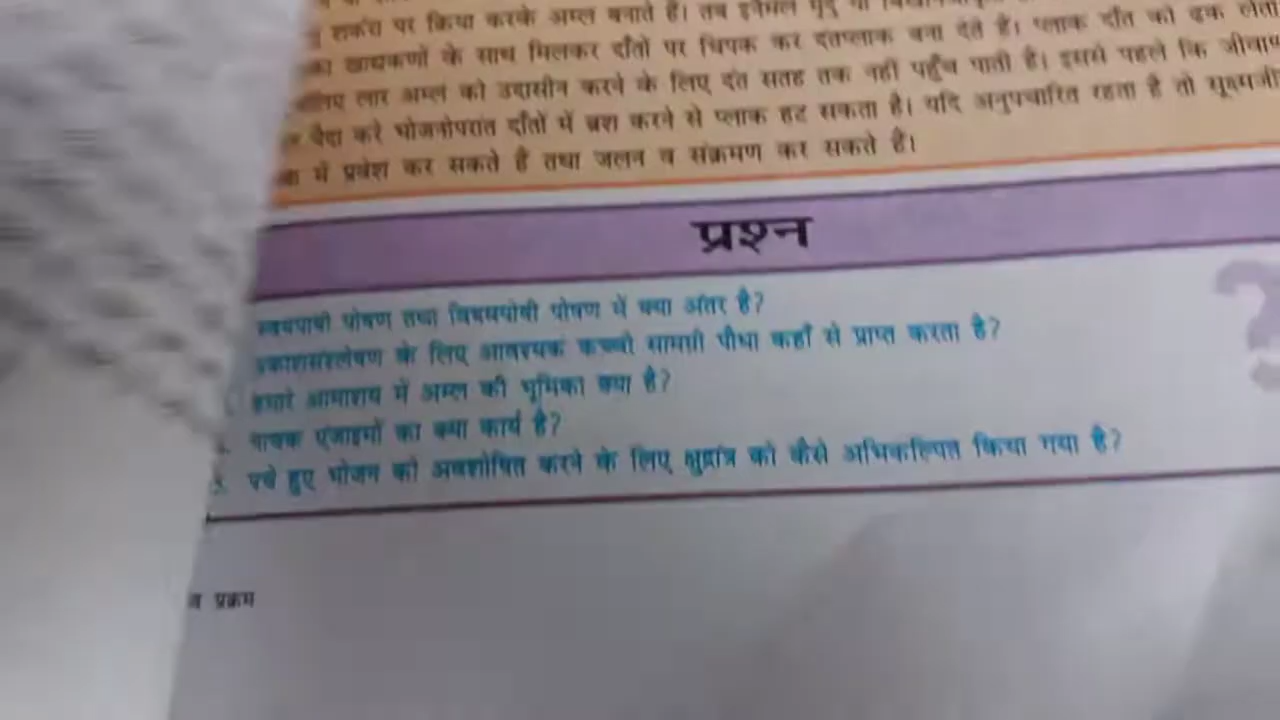 शर्करा पर क्रिया करके अम्ल बनाते हैं। तब इनैमल मृदु या
खाद्यकणों के साथ मिलकर दाँतों पर चिपक कर दंतप्लाक बना देते हैं। प्लाक दाँत को ढक लेता
लिए लार अम्ल को उदासीन करने के लिए दंत सतह तक नहीं पहुँच पाती है। इससे पहले कि जीवाणु
पैदा करे भोजनोपरांत दाँतों में ब्रश करने से प्लाक हट सकता है। यदि अनुपचारित रहता है तो सूक्ष्मजी
में प्रवेश कर सकते हैं तथा जलन व संक्रमण कर सकते हैं।
प्रश्न
स्वयंपोषी पोषण तथा विषमपोषी पोषण में क्या अंतर है?
प्रकाशसंश्लेषण के लिए आवश्यक कच्ची सामग्री पौधा कहाँ से प्राप्त करता है?
हमारे आमाशय में अम्ल की भूमिका क्या है?
पाचक एंजाइमों का क्या कार्य है?
5. पचे हुए भोजन को अवशोषित करने के लिए क्षुद्रांत्र को कैसे अभिकल्पित किया गया है?
व प्रक्रम